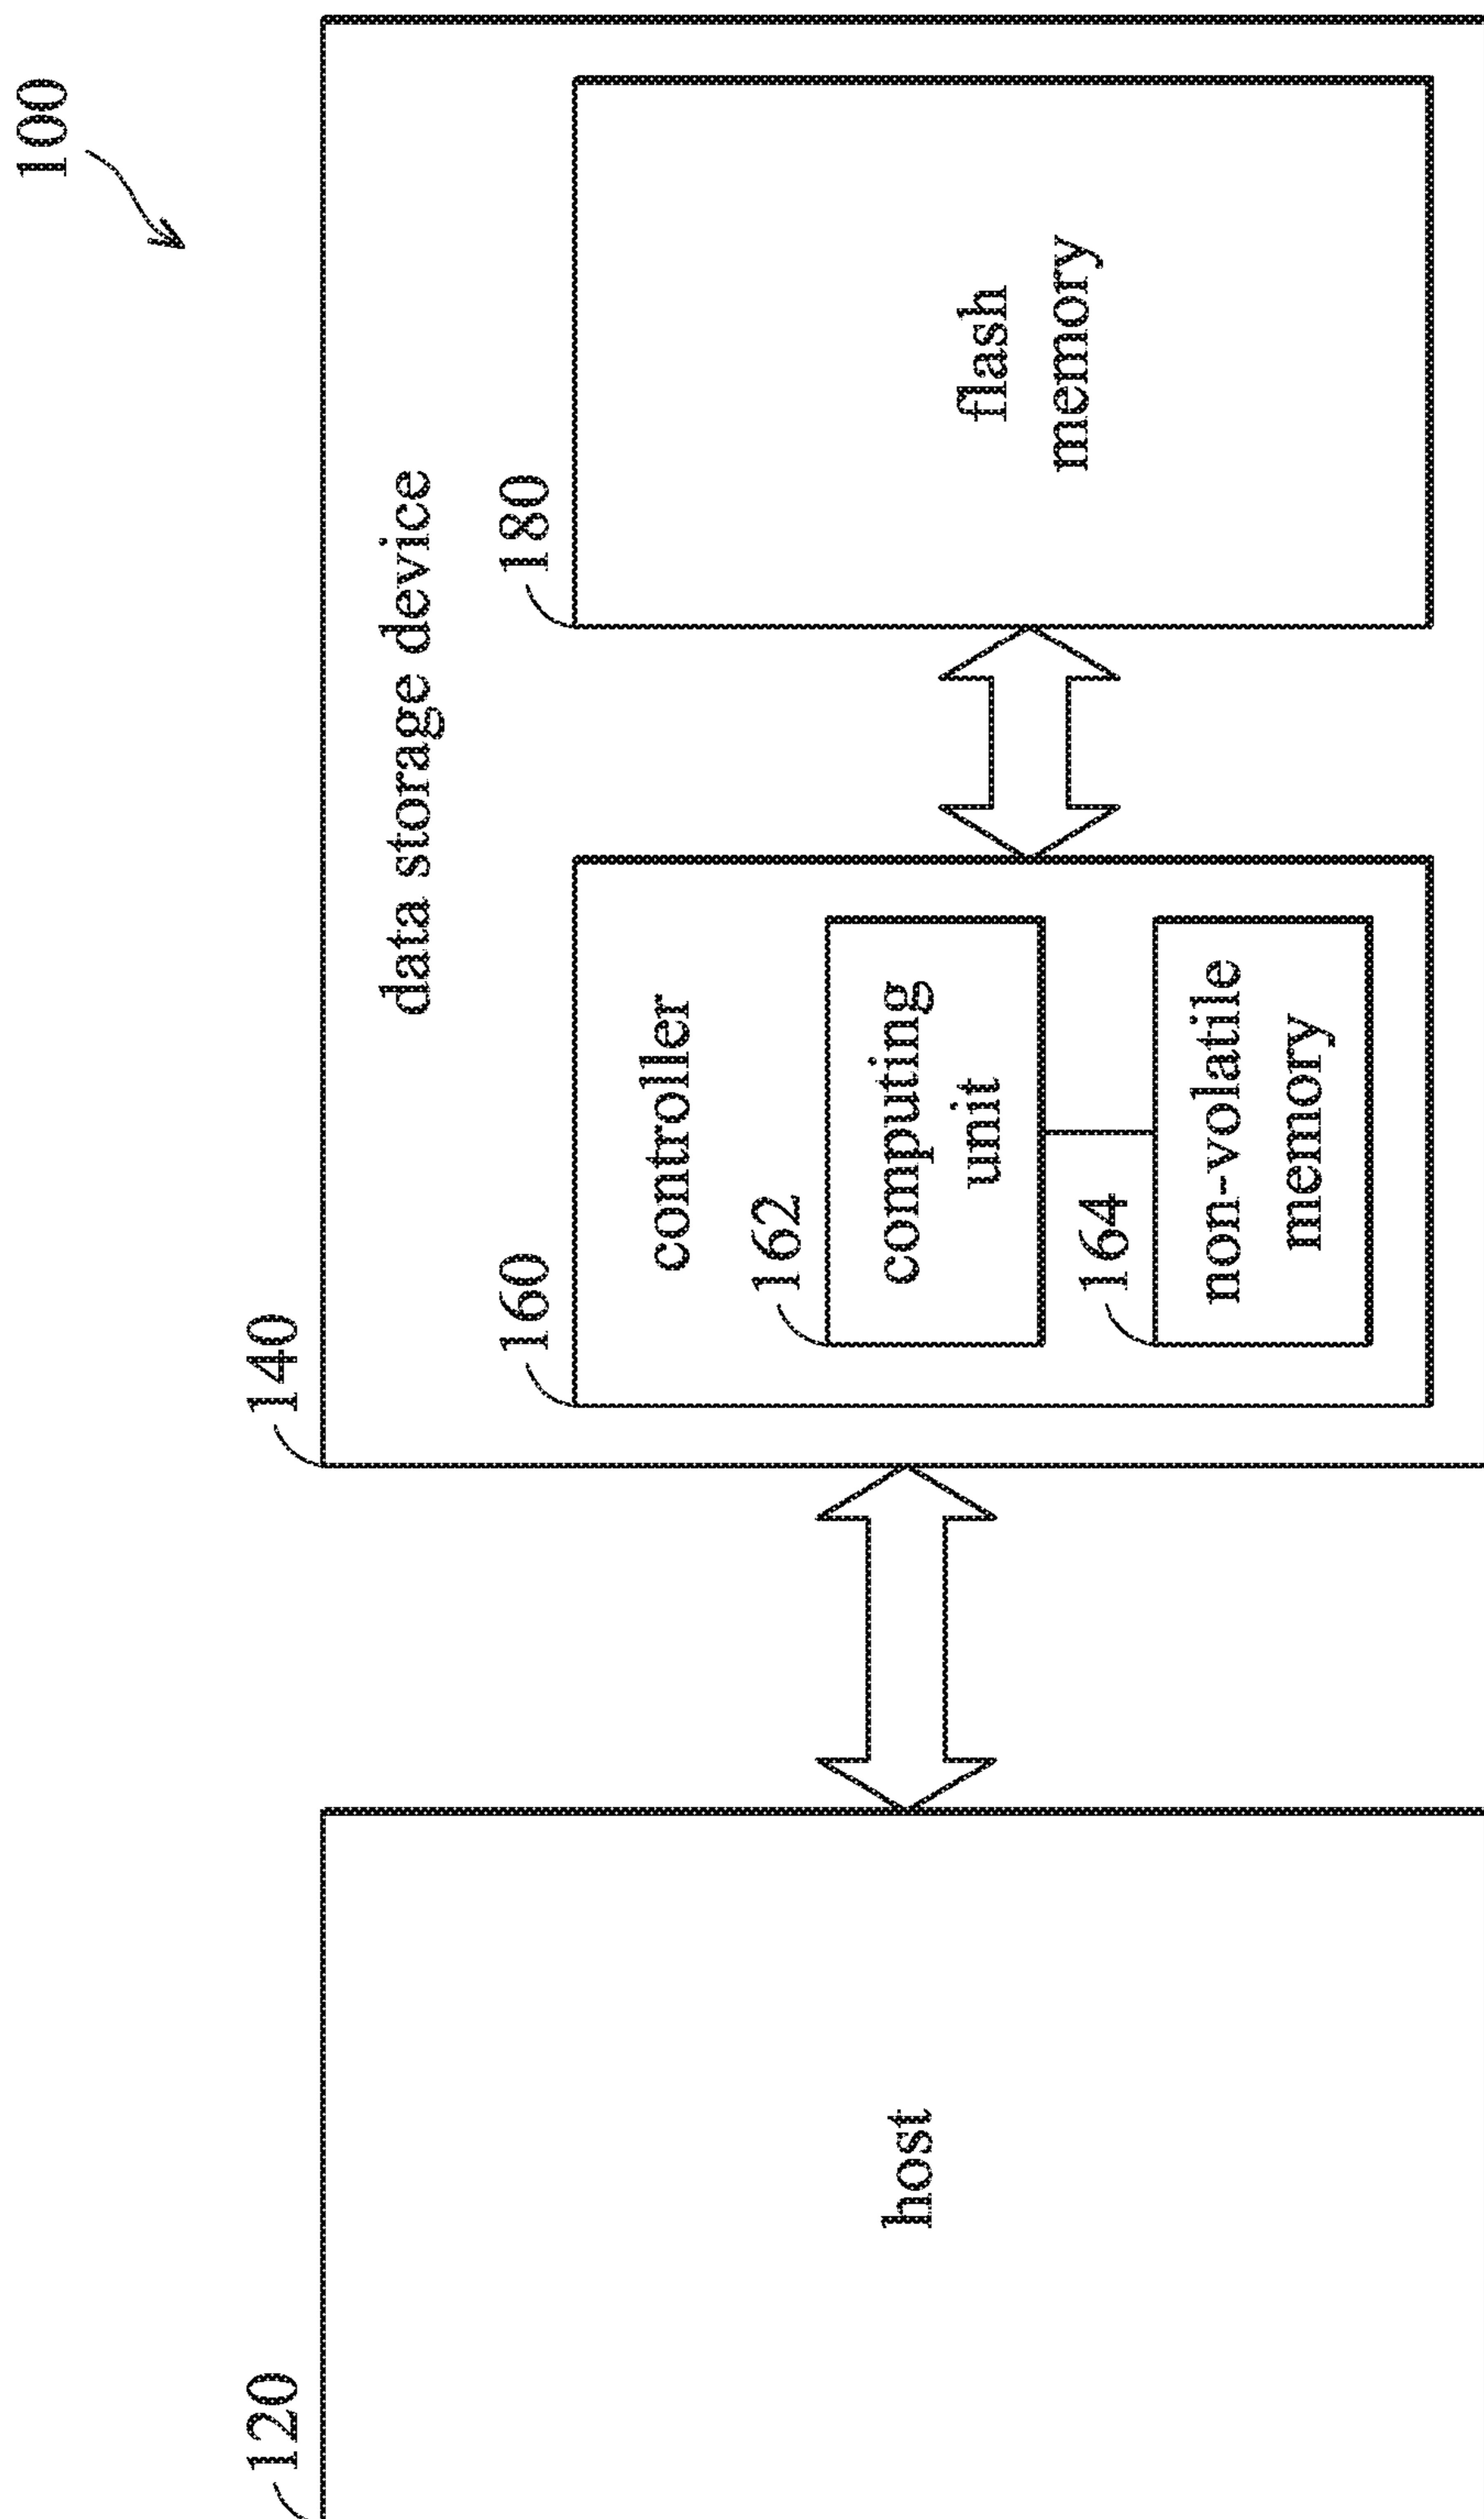 100
120
host
140
data storage device
160
controller
162
computing
unit
164
non-volatile
memory
180
flash
memory